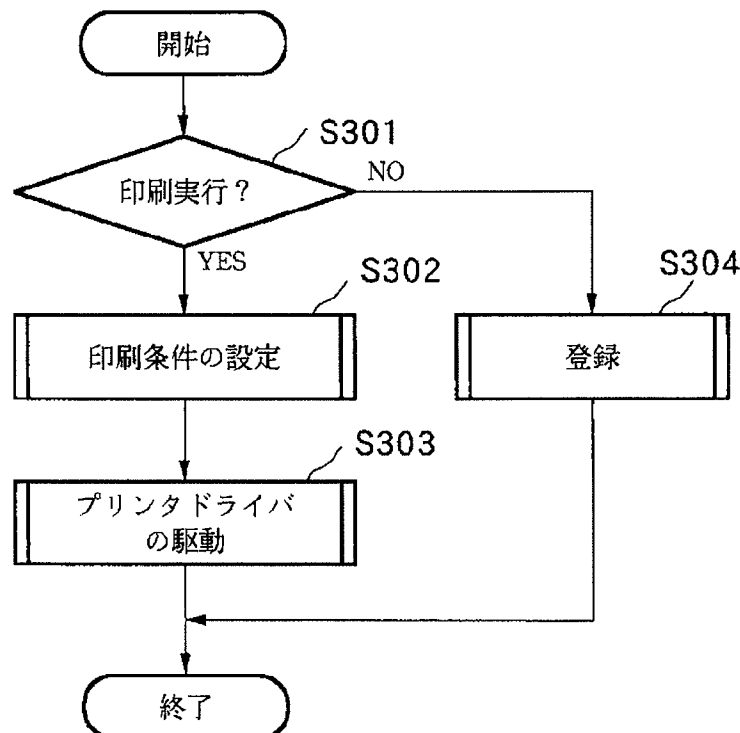 開始
S301
印刷実行？
NO
YES
S302
S304
印刷条件の設定
登録
S303
プリンタドライバ
の駆動
終了